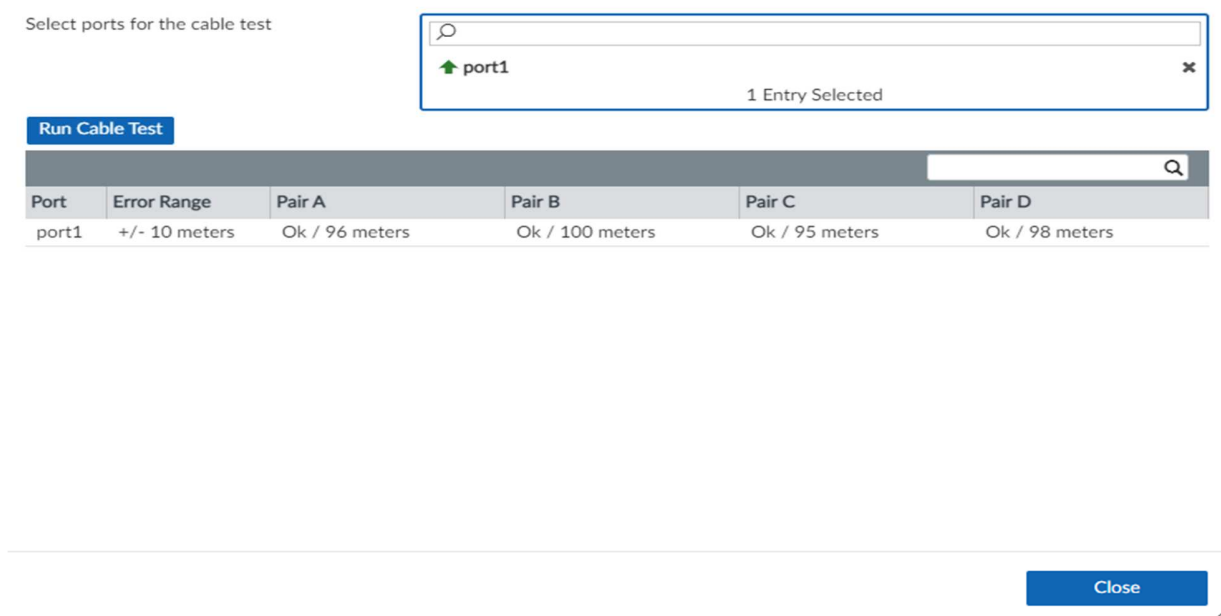 Select ports for the cable test
port1
1 Entry Selected
Run Cable Test
Port Error Range Pair A Pair B Pair C Pair D
port1 +/- 10 meters Ok / 96 meters Ok / 100 meters Ok / 95 meters Ok / 98 meters
Close